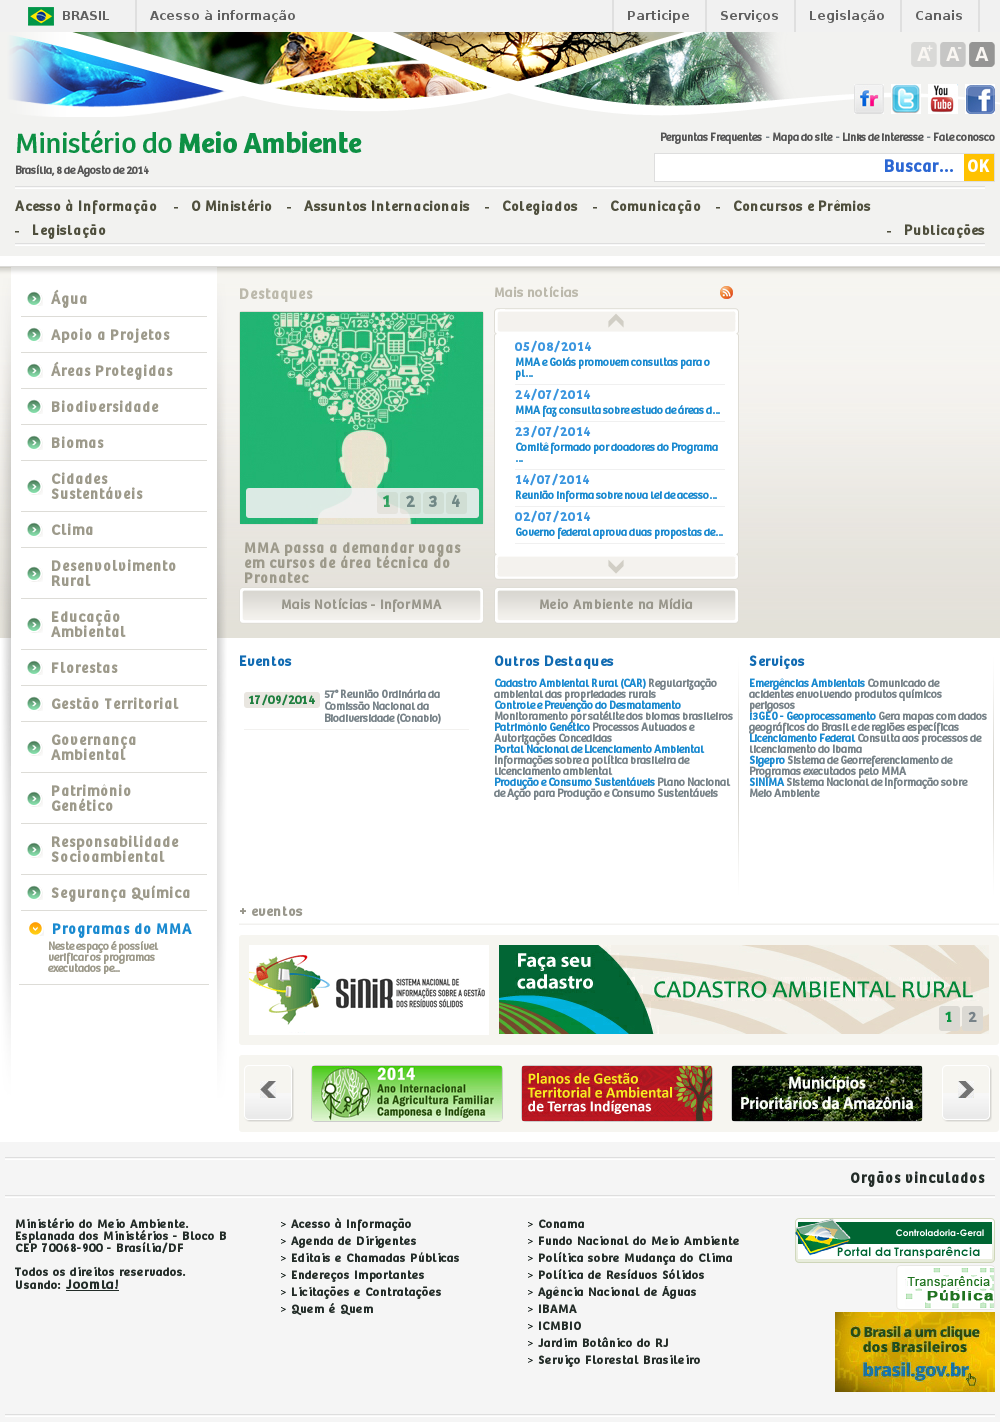 BRASIL Acesso à informação Participe Serviços Legislação Canais
A+ A- A
fr You Tube f
Ministério do Meio Ambiente
Brasília, 8 de Agosto de 2014
Perguntas Frequentes - Mapa do site - Links de interesse - Fale conosco
Buscar... OK
Acesso à Informação - O Ministério - Assuntos Internacionais - Colegiados - Comunicação - Concursos e Prêmios
- Legislação - Publicações
Água
Apoio a Projetos
Áreas Protegidas
Biodiversidade
Biomas
Cidades
Sustentáveis
Clima
Desenvolvimento
Rural
Educação
Ambiental
Florestas
Gestão Territorial
Governança
Ambiental
Patrimônio
Genético
Responsabilidade
Socioambiental
Segurança Química
Programas do MMA
Neste espaço é possível
verificar os programas
executados pe...
Destaques
1 2 3 4
MMA passa a demandar vagas
em cursos de área técnica do
Pronatec
Mais Notícias - InforMMA
Mais notícias
05/08/2014
MMA e Goiás promovem consultas para o
pl...
24/07/2014
MMA faz consulta sobre estudo de áreas d...
23/07/2014
Comitê formado por doadores do Programa
...
14/07/2014
Reunião informa sobre nova lei de acesso...
02/07/2014
Governo federal aprova duas propostas de...
Meio Ambiente na Mídia
Eventos
17/09/2014
57ª Reunião Ordinária da
Comissão Nacional da
Biodiversidade (Conabio)
+ eventos
Outros Destaques
Cadastro Ambiental Rural (CAR) Regularização
ambiental das propriedades rurais
Controle e Prevenção do Desmatamento
Monitoramento por satélite dos biomas brasileiros
Patrimônio Genético Processos Autuados e
Autorizações Concedidas
Portal Nacional de Licenciamento Ambiental
Informações sobre a política brasileira de
licenciamento ambiental
Produção e Consumo Sustentáveis Plano Nacional
de Ação para Produção e Consumo Sustentáveis
Serviços
Emergências Ambientais Comunicado de
acidentes envolvendo produtos químicos
perigosos
I3GEO - Geoprocessamento Gera mapas com dados
geográficos do Brasil e de regiões específicas
Licenciamento Federal Consulta aos processos de
licenciamento do Ibama
Sigepro Sistema de Georreferenciamento de
Programas executados pelo MMA
SINIMA Sistema Nacional de Informação sobre
Meio Ambiente
SiNiR SISTEMA NACIONAL DE
INFORMAÇÕES SOBRE A GESTÃO
DOS RESÍDUOS SÓLIDOS
Faça seu
cadastro
CADASTRO AMBIENTAL RURAL
1 2
2014
Ano Internacional
da Agricultura Familiar
Camponesa e Indígena
Planos de Gestão
Territorial e Ambiental
de Terras Indígenas
Municípios
Prioritários da Amazônia
Orgãos vinculados
Ministério do Meio Ambiente.
Esplanada dos Ministérios - Bloco B
CEP 70068-900 - Brasília/DF
Todos os direitos reservados.
Usando: Joomla!
> Acesso à Informação
> Agenda de Dirigentes
> Editais e Chamadas Públicas
> Endereços Importantes
> Licitações e Contratações
> Quem é Quem
> Conama
> Fundo Nacional do Meio Ambiente
> Política sobre Mudança do Clima
> Política de Resíduos Sólidos
> Agência Nacional de Águas
> IBAMA
> ICMBIO
> Jardim Botânico do RJ
> Serviço Florestal Brasileiro
Controladoria-Geral
Portal da Transparência
Transparência
Pública
O Brasil a um clique
dos Brasileiros
brasil.gov.br